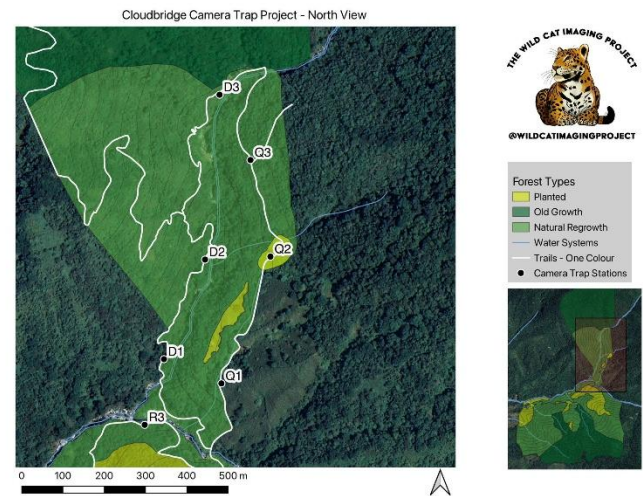 Cloudbridge Camera Trap Project - North View
D3
Q3
D2
Q2
D1
Q1
R3
0 100 200 300 400 500 m
THE WILD CAT IMAGING PROJECT
@WILDCATIMAGINGPROJECT
Forest Types
Planted
Old Growth
Natural Regrowth
Water Systems
Trails - One Colour
Camera Trap Stations